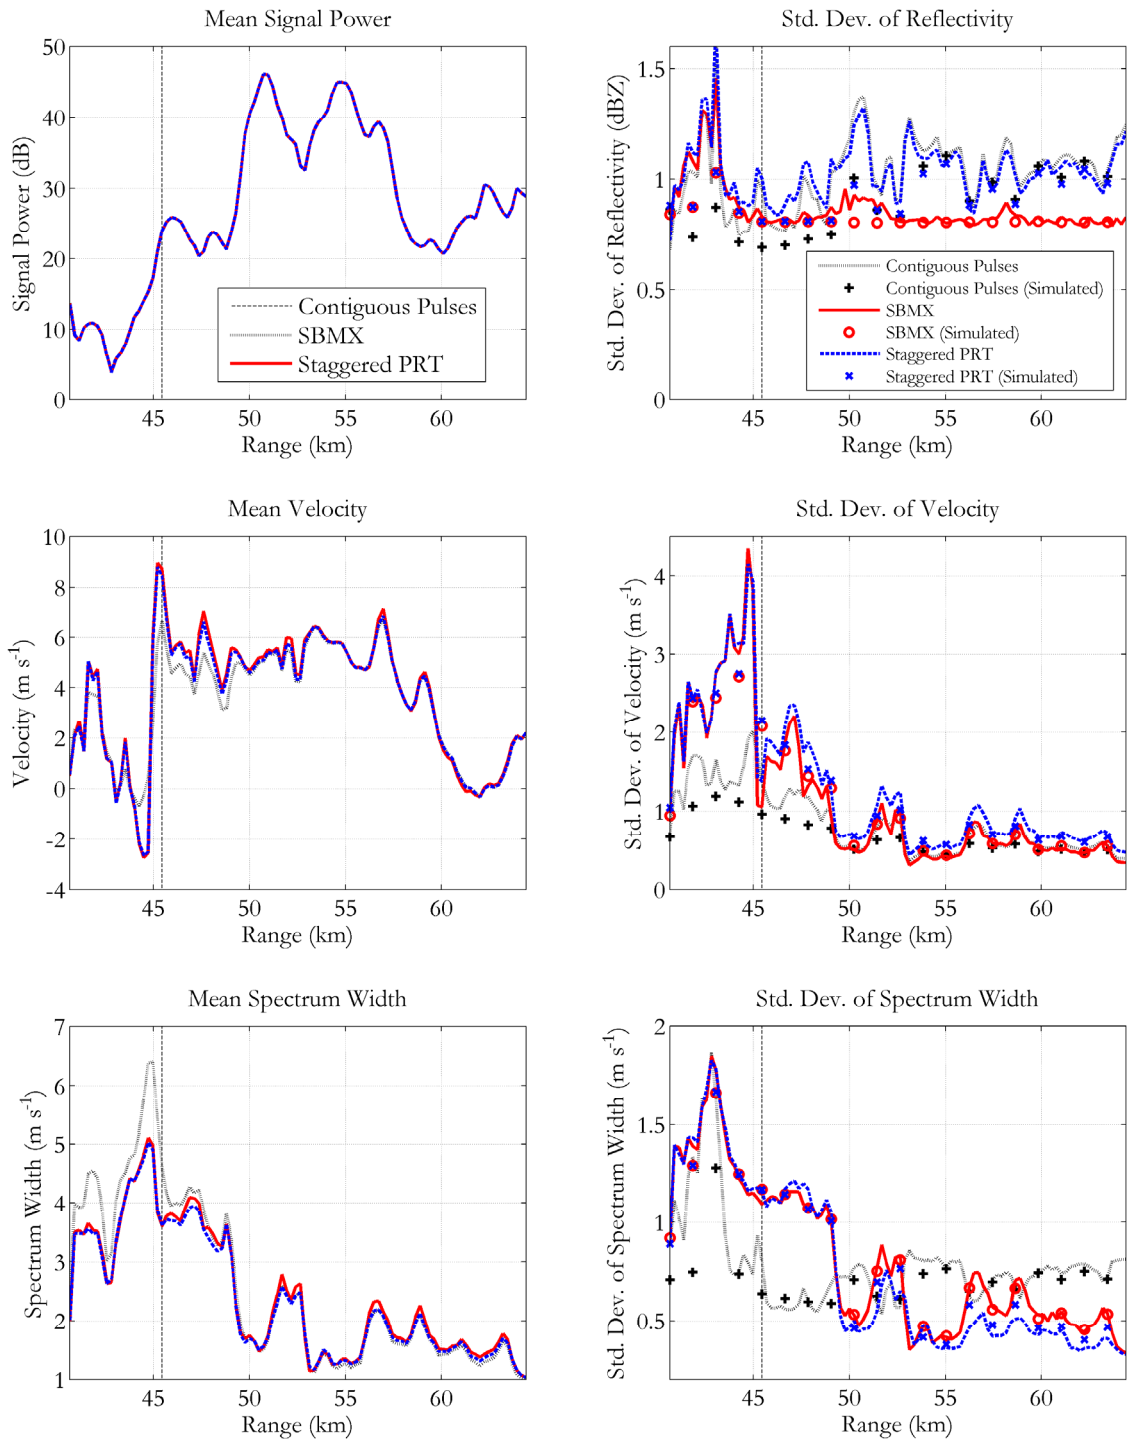 Mean Signal Power
Signal Power (dB)
50
40
30
20
10
0
45
50
55
60
Range (km)
Contiguous Pulses
SBMX
Staggered PRT
Std. Dev. of Reflectivity
Std. Dev. of Reflectivity (dBZ)
1.5
1
0.5
0
45
50
55
60
Range (km)
Contiguous Pulses
Contiguous Pulses (Simulated)
SBMX
SBMX (Simulated)
Staggered PRT
Staggered PRT (Simulated)
Mean Velocity
Velocity (m s-1)
10
8
6
4
2
0
-2
-4
45
50
55
60
Range (km)
Std. Dev. of Velocity
Std. Dev. of Velocity (m s-1)
4
3
2
1
0
45
50
55
60
Range (km)
Mean Spectrum Width
Spectrum Width (m s-1)
7
6
5
4
3
2
1
45
50
55
60
Range (km)
Std. Dev. of Spectrum Width
Std. Dev. of Spectrum Width (m s-1)
2
1.5
1
0.5
45
50
55
60
Range (km)